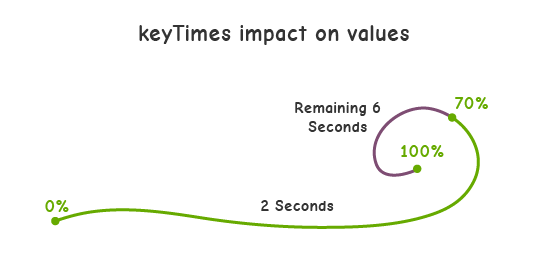 keyTimes impact on values
Remaining 6
Seconds
70%
100%
0%
2 Seconds